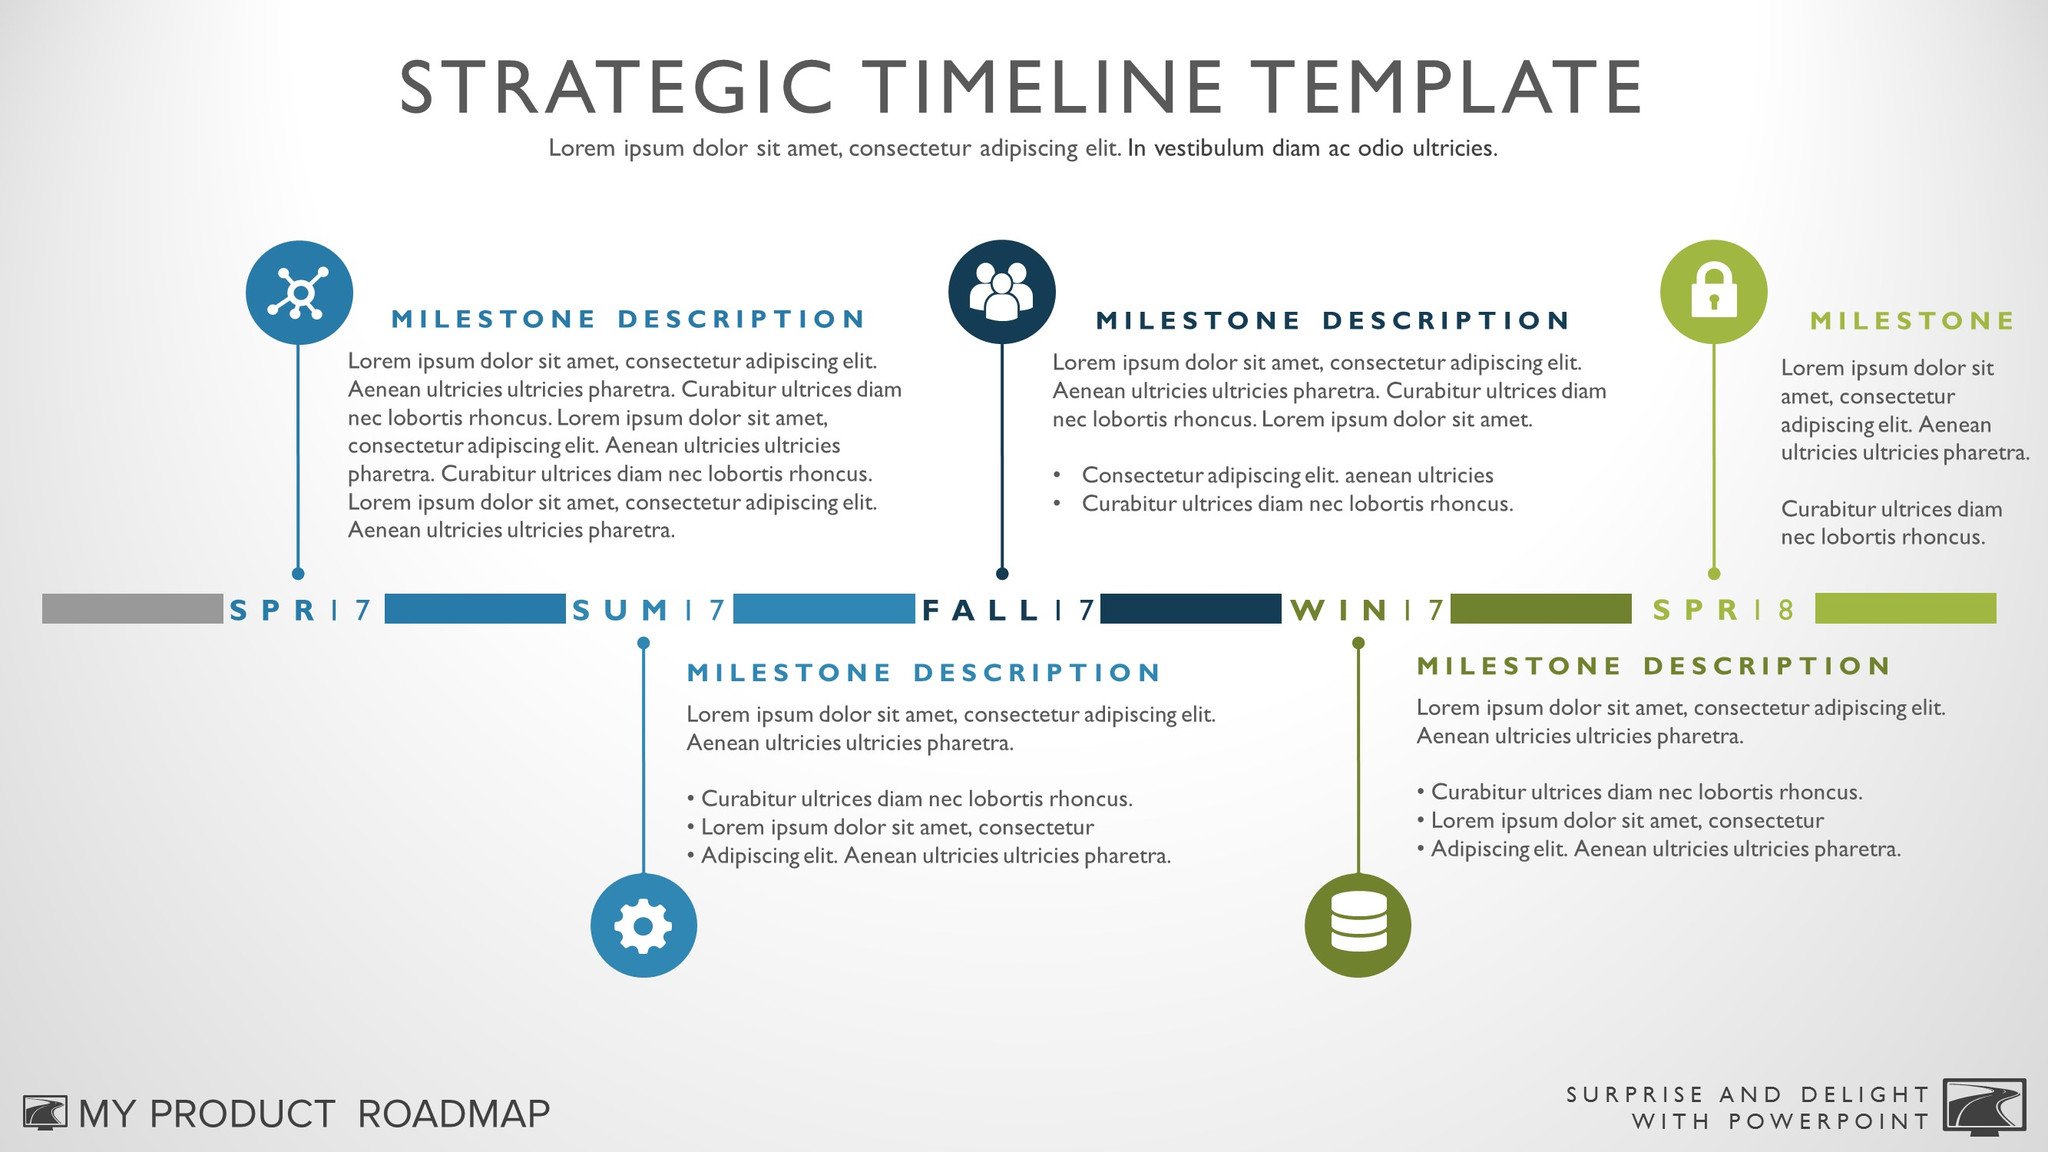 STRATEGIC TIMELINE TEMPLATE
Lorem ipsum dolor sit amet, consectetur adipiscing elit. In vestibulum diam ac odio ultricies.
MILESTONE DESCRIPTION
Lorem ipsum dolor sit amet, consectetur adipiscing elit.
Aenean ultricies ultricies pharetra. Curabitur ultrices diam
nec lobortis rhoncus. Lorem ipsum dolor sit amet,
consectetur adipiscing elit. Aenean ultricies ultricies
pharetra. Curabitur ultrices diam nec lobortis rhoncus.
Lorem ipsum dolor sit amet, consectetur adipiscing elit.
Aenean ultricies ultricies pharetra.
MILESTONE DESCRIPTION
Lorem ipsum dolor sit amet, consectetur adipiscing elit.
Aenean ultricies ultricies pharetra. Curabitur ultrices diam
nec lobortis rhoncus. Lorem ipsum dolor sit amet.
• Consectetur adipiscing elit. aenean ultricies
• Curabitur ultrices diam nec lobortis rhoncus.
MILESTONE
Lorem ipsum dolor sit
amet, consectetur
adipiscing elit. Aenean
ultricies ultricies pharetra.
Curabitur ultrices diam
nec lobortis rhoncus.
SPR17 SUM17 FALL17 WIN17 SPR18
MILESTONE DESCRIPTION
Lorem ipsum dolor sit amet, consectetur adipiscing elit.
Aenean ultricies ultricies pharetra.
• Curabitur ultrices diam nec lobortis rhoncus.
• Lorem ipsum dolor sit amet, consectetur
• Adipiscing elit. Aenean ultricies ultricies pharetra.
MILESTONE DESCRIPTION
Lorem ipsum dolor sit amet, consectetur adipiscing elit.
Aenean ultricies ultricies pharetra.
• Curabitur ultrices diam nec lobortis rhoncus.
• Lorem ipsum dolor sit amet, consectetur
• Adipiscing elit. Aenean ultricies ultricies pharetra.
MY PRODUCT ROADMAP
SURPRISE AND DELIGHT
WITH POWERPOINT